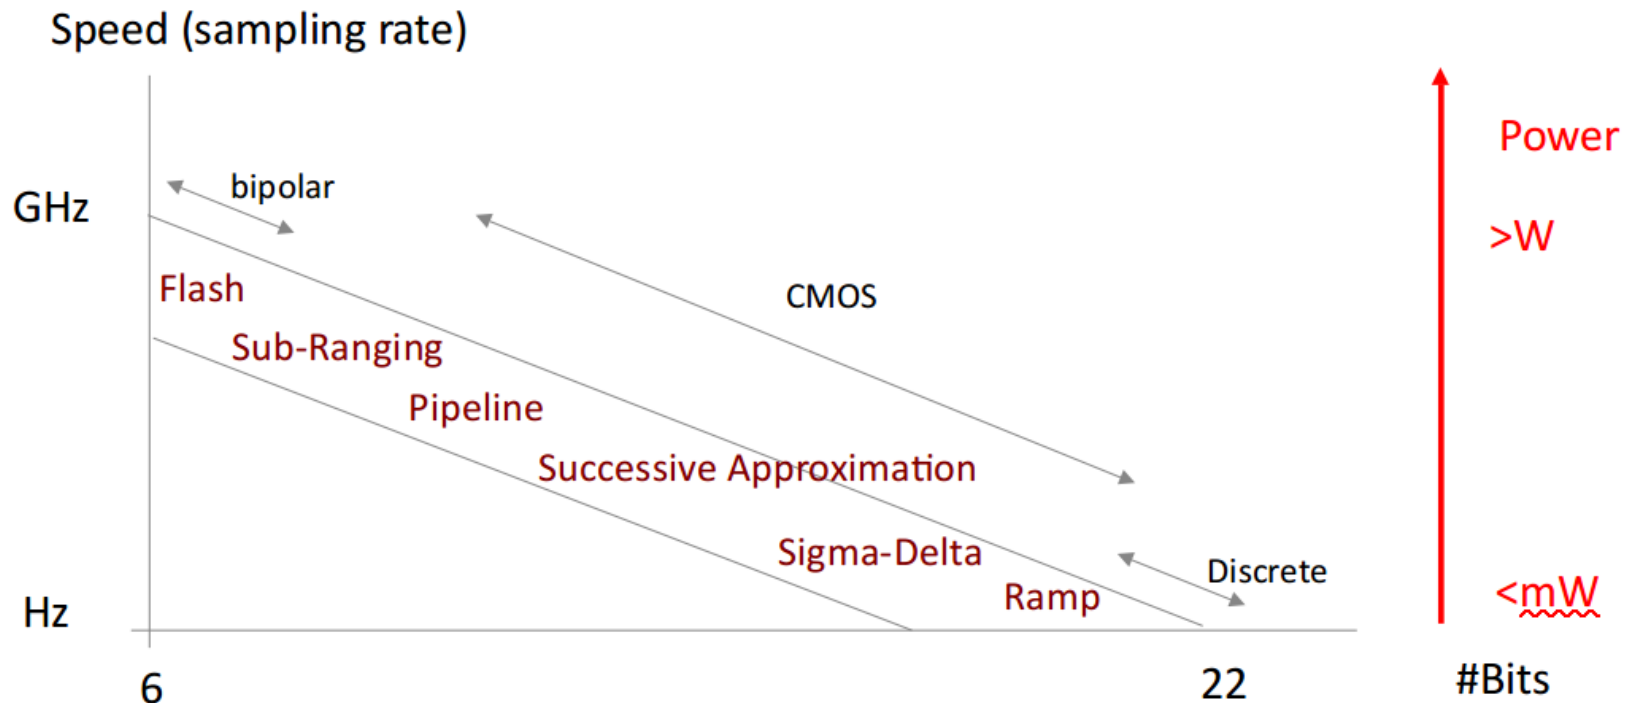 Speed (sampling rate)
Power
bipolar
GHz
>W
Flash
CMOS
Sub-Ranging
Pipeline
Successive Approximation
Sigma-Delta
Discrete
Ramp
<mW
Hz
6
22
#Bits